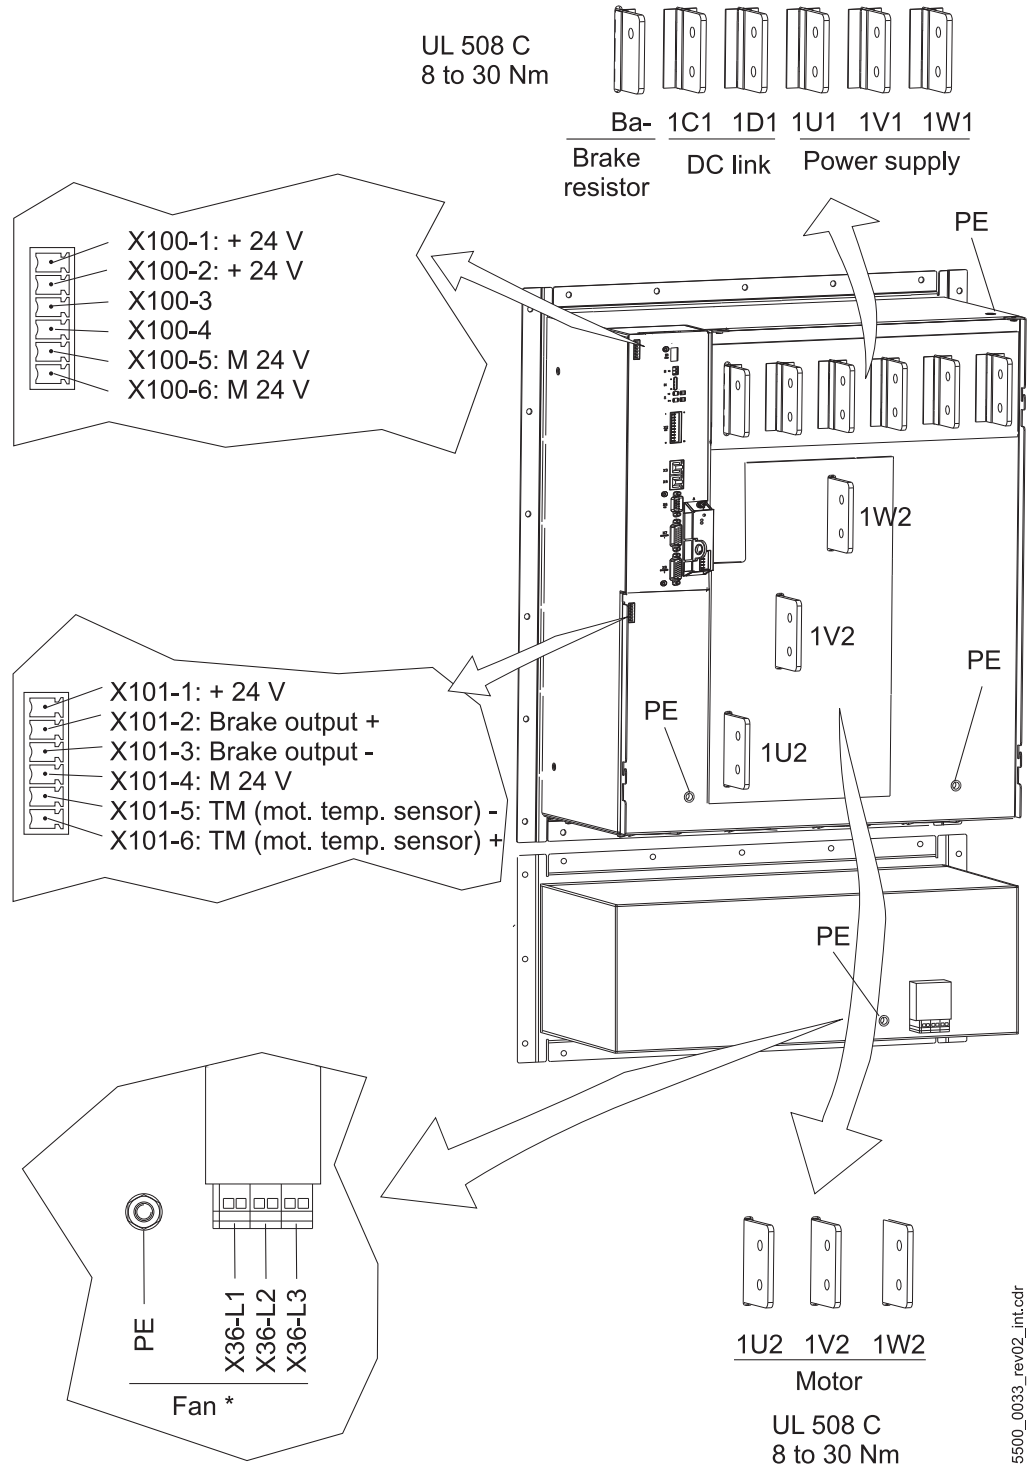 UL 508 C
8 to 30 Nm
Ba- 1C1 1D1 1U1 1V1 1W1
Brake resistor
DC link
Power supply
PE
X100-1: + 24 V
X100-2: + 24 V
X100-3
X100-4
X100-5: M 24 V
X100-6: M 24 V
1W2
1V2
1U2
PE
PE
X101-1: + 24 V
X101-2: Brake output +
X101-3: Brake output -
X101-4: M 24 V
X101-5: TM (mot. temp. sensor) -
X101-6: TM (mot. temp. sensor) +
PE
PE
X36-L1
X36-L2
X36-L3
Fan *
1U2 1V2 1W2
Motor
UL 508 C
8 to 30 Nm
5500_0033_rev02_int.cdr